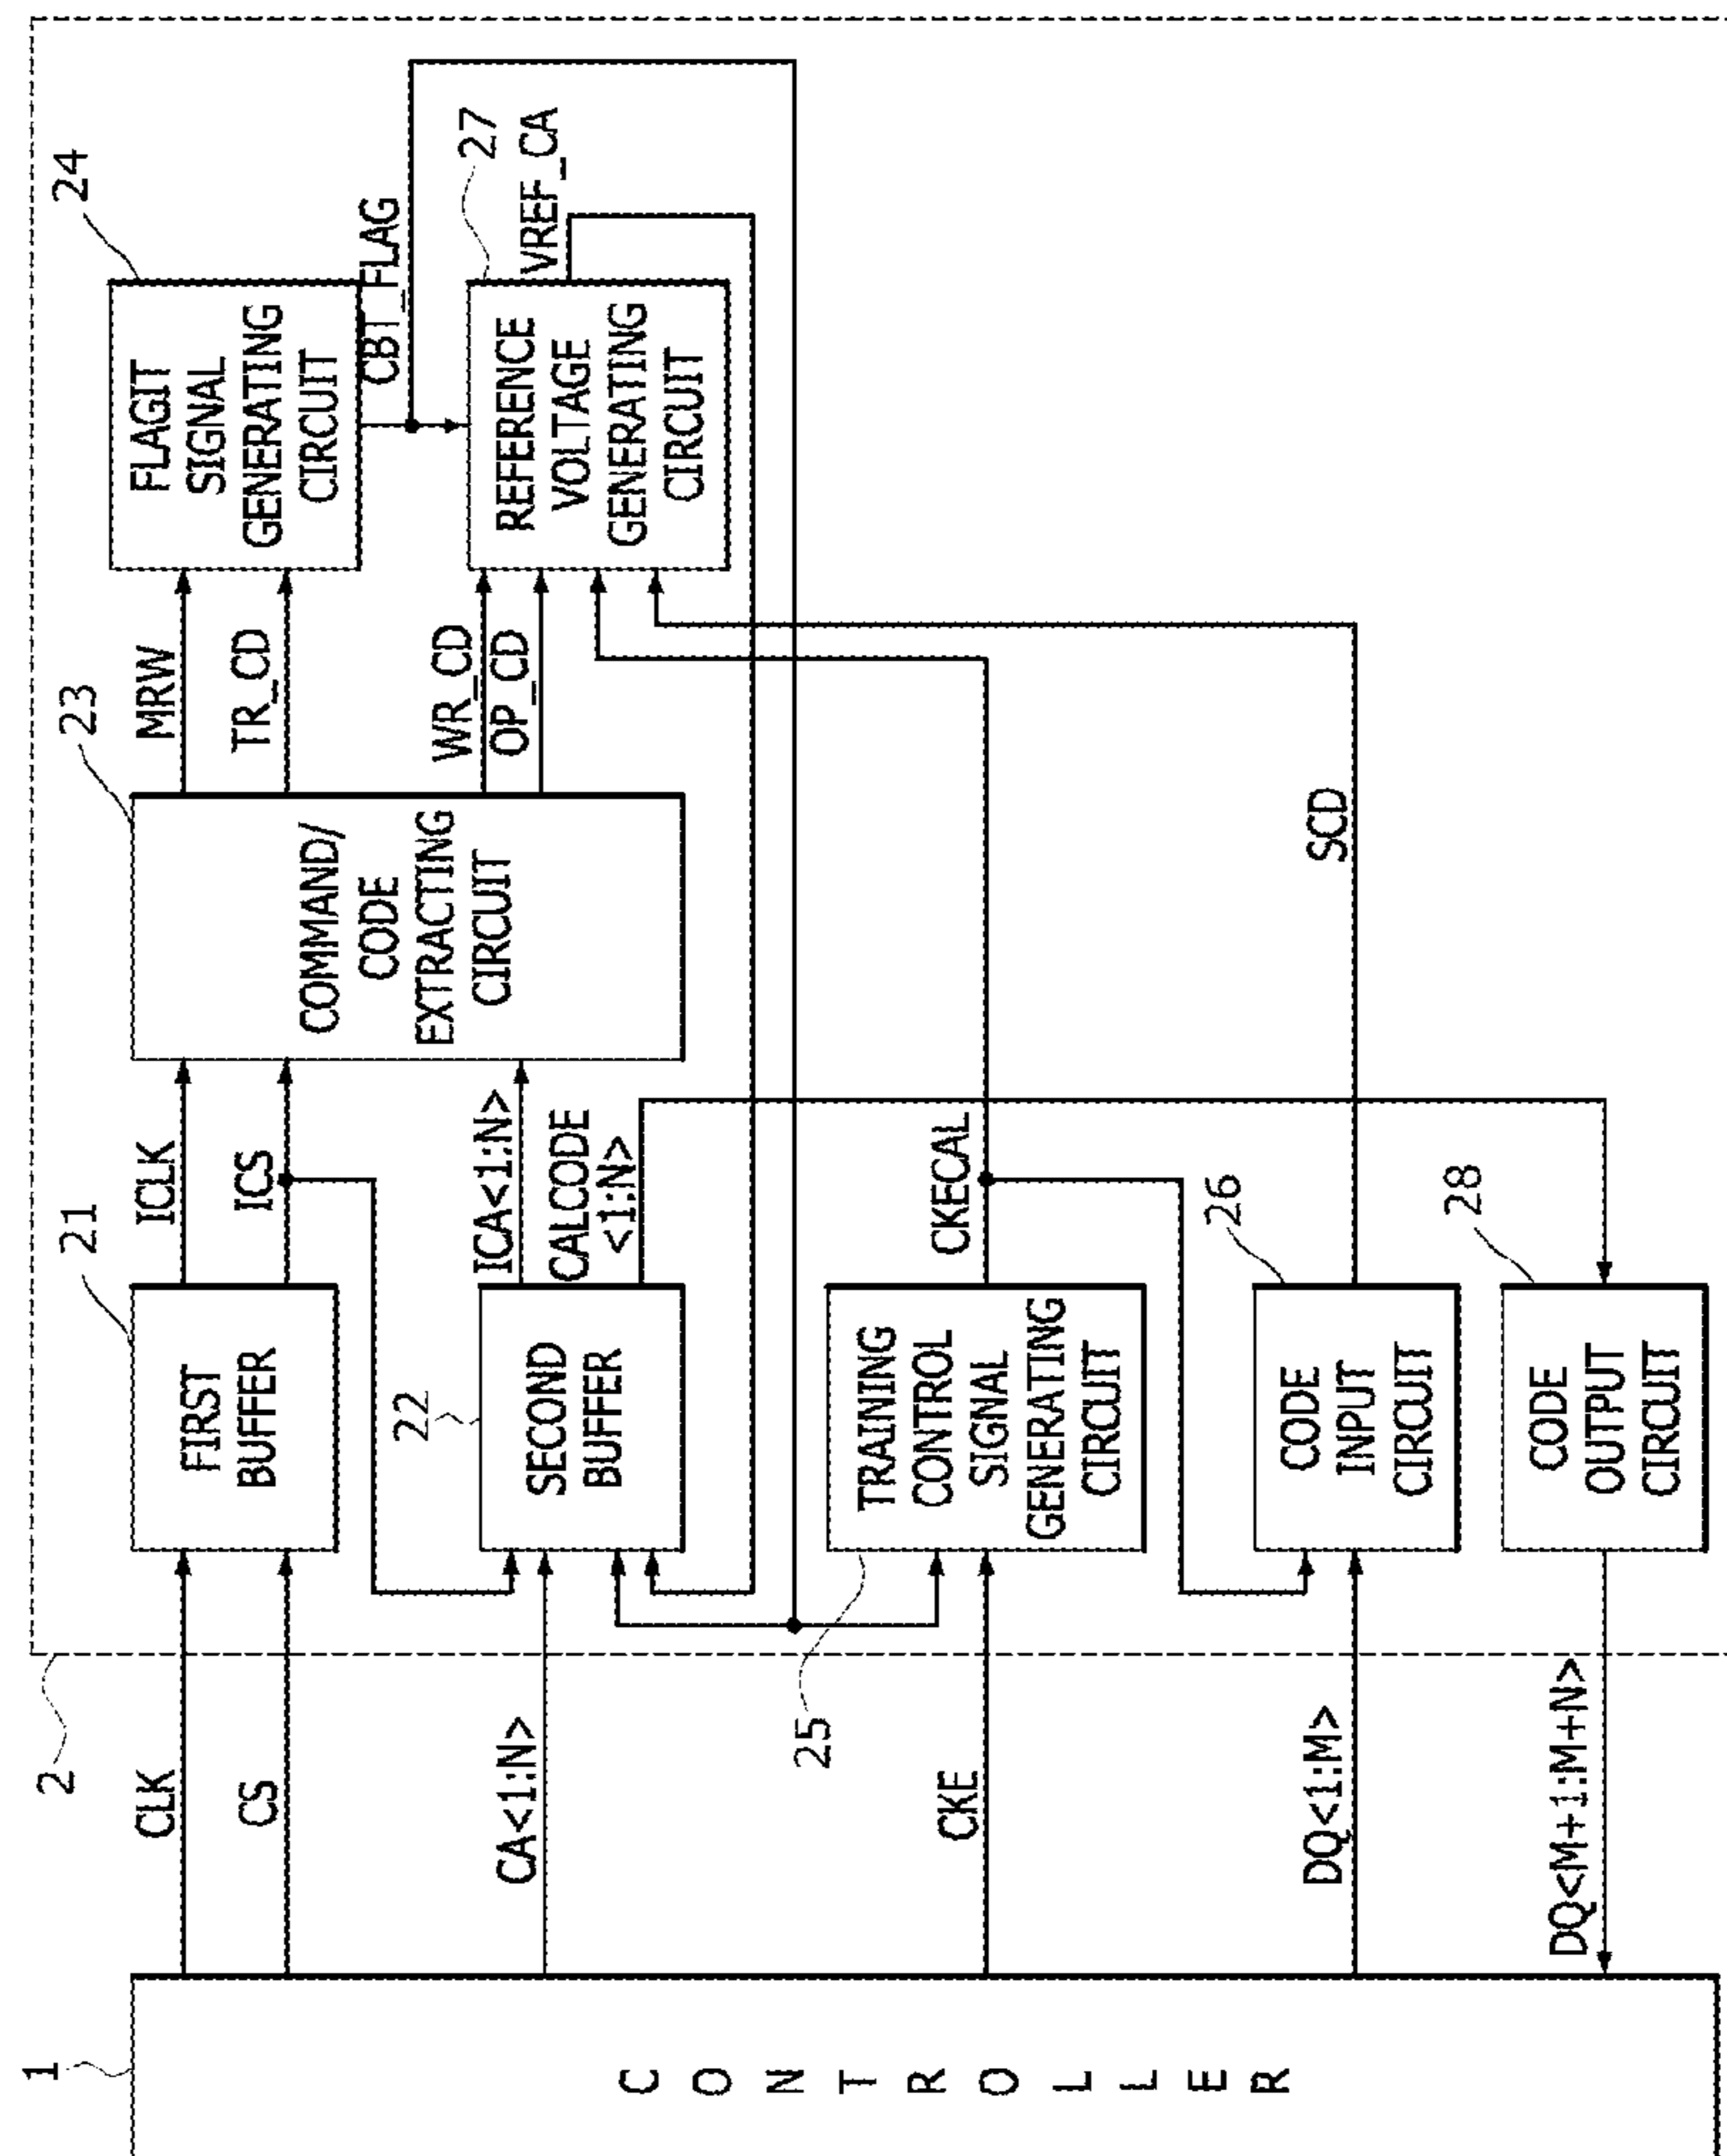 1
CONTROLLER
CLK
CS
CA<1:N>
CKE
DQ<1:M>
DQ<M+1:M+N>
2
21
FIRST
BUFFER
22
SECOND
BUFFER
25
TRAINING
CONTROL
SIGNAL
GENERATING
CIRCUIT
26
CODE
INPUT
CIRCUIT
28
CODE
OUTPUT
CIRCUIT
ICLK
ICS
ICA<1:N>
CALCODE
<1:N>
CKECAL
SCD
23
COMMAND/
CODE
EXTRACTING
CIRCUIT
MRW
TR_CD
WR_CD
OP_CD
24
FLAGIT
SIGNAL
GENERATING
CIRCUIT
CBT_FLAG
27
REFERENCE
VOLTAGE
GENERATING
CIRCUIT
VREF_CA